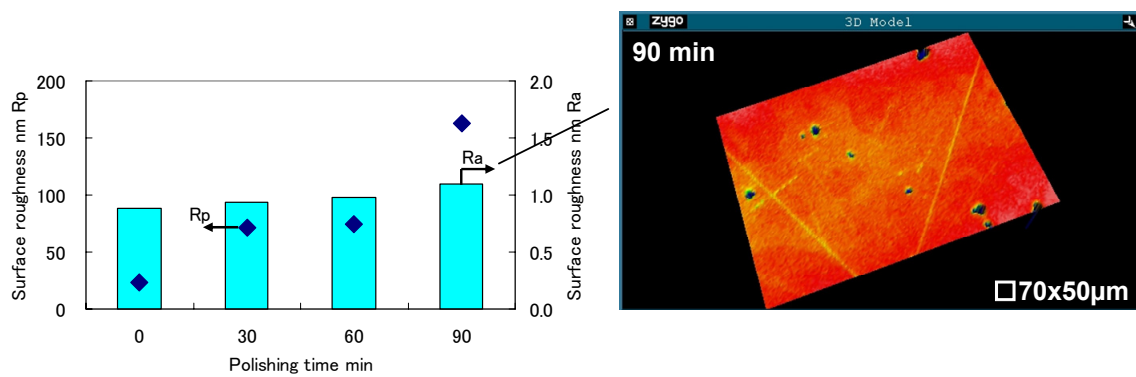 Surface roughness nm Rp
200
150
100
50
0
2.0
1.5
1.0
0.5
0.0
Surface roughness nm Ra
Rp
Ra
0 30 60 90
Polishing time min
zygo 3D Model
90 min
□70x50μm